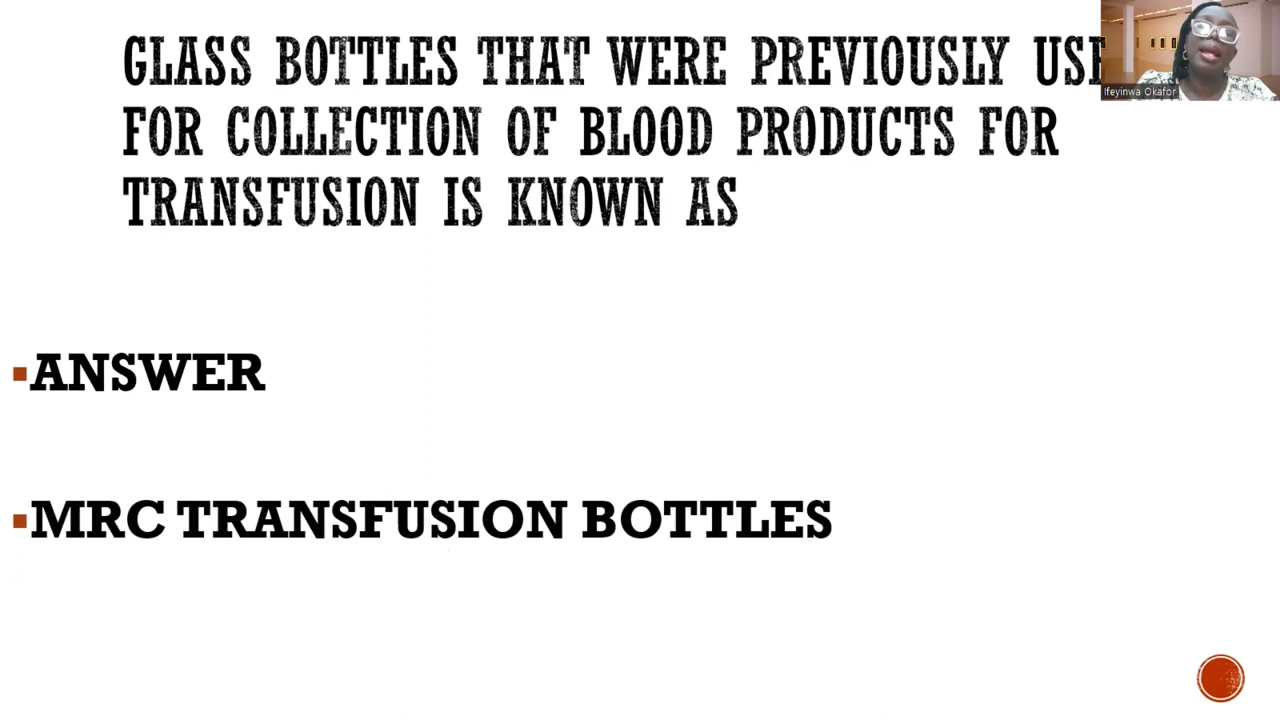 GLASS BOTTLES THAT WERE PREVIOUSLY USE
FOR COLLECTION OF BLOOD PRODUCTS FOR
TRANSFUSION IS KNOWN AS
Ifeyinwa Okafor
▪ANSWER
▪MRC TRANSFUSION BOTTLES